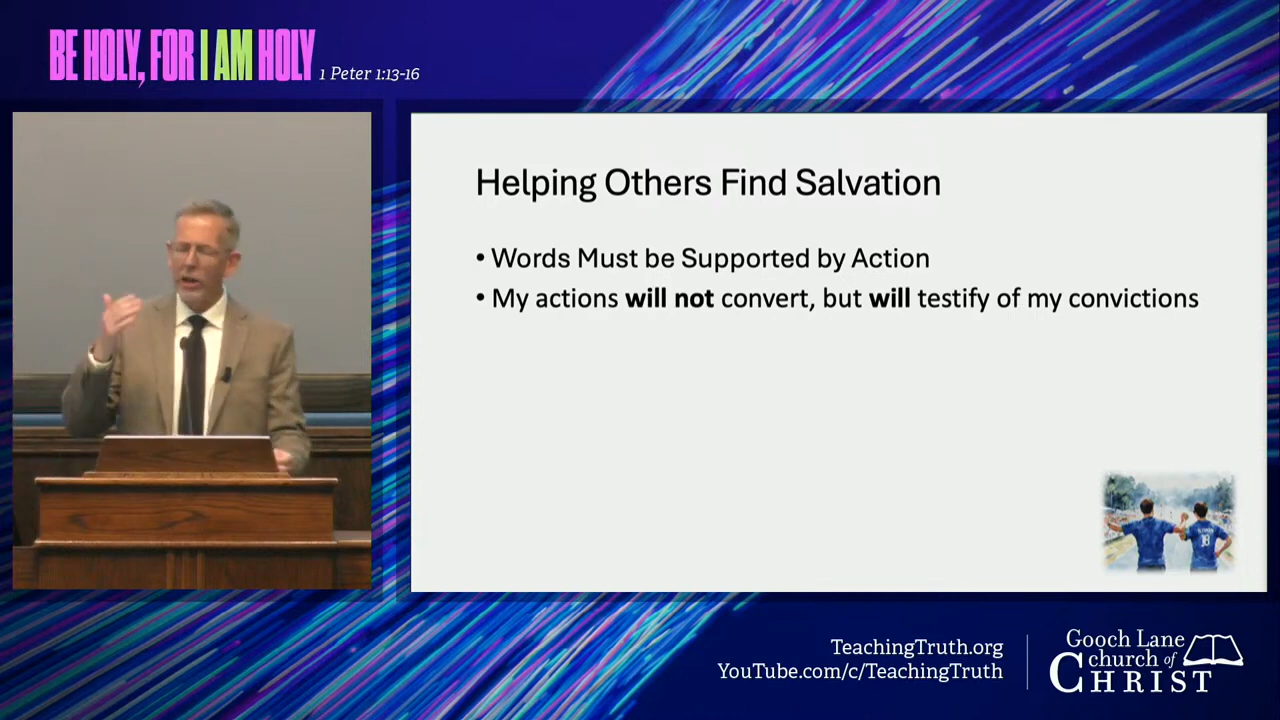 BE HOLY, FOR I AM HOLY 1 Peter 1:13-16
Helping Others Find Salvation
• Words Must be Supported by Action
• My actions will not convert, but will testify of my convictions
18
TeachingTruth.org
YouTube.com/c/TeachingTruth
Gooch Lane
church of
CHRIST